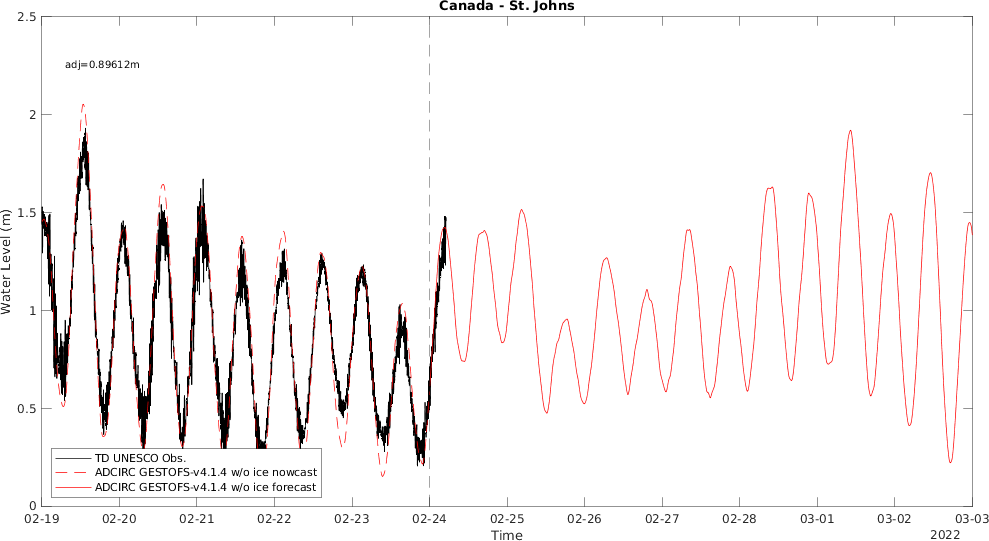 Canada - St. Johns
adj=0.89612m
Water Level (m)
2.5
2
1.5
1
0.5
0
TD UNESCO Obs.
ADCIRC GESTOFS-v4.1.4 w/o ice nowcast
ADCIRC GESTOFS-v4.1.4 w/o ice forecast
02-19 02-20 02-21 02-22 02-23 02-24 02-25 02-26 02-27 02-28 03-01 03-02 03-03
Time
2022